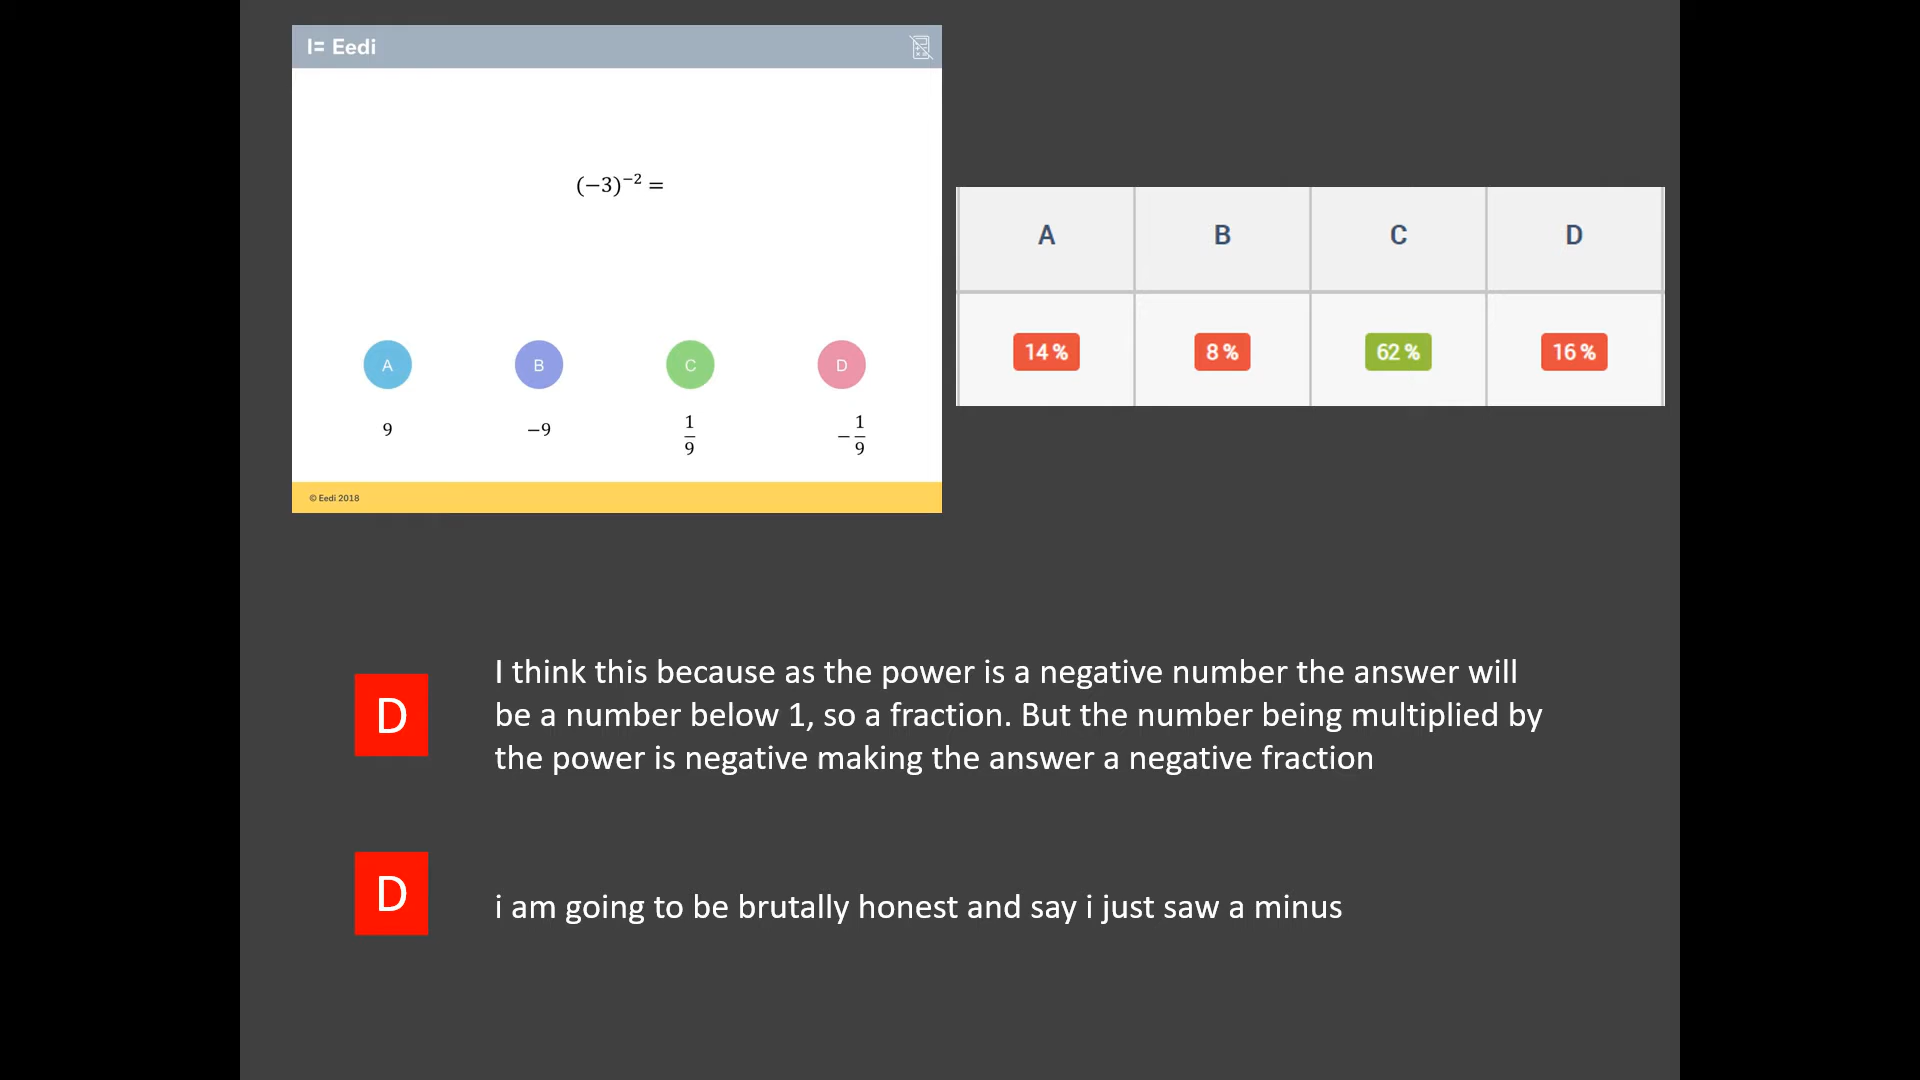 I= Eedi
(−3)⁻² =
A B C D
9 −9 1/9 −1/9
© Eedi 2018
A B C D
14 % 8 % 62 % 16 %
D
I think this because as the power is a negative number the answer will
be a number below 1, so a fraction. But the number being multiplied by
the power is negative making the answer a negative fraction
D
i am going to be brutally honest and say i just saw a minus